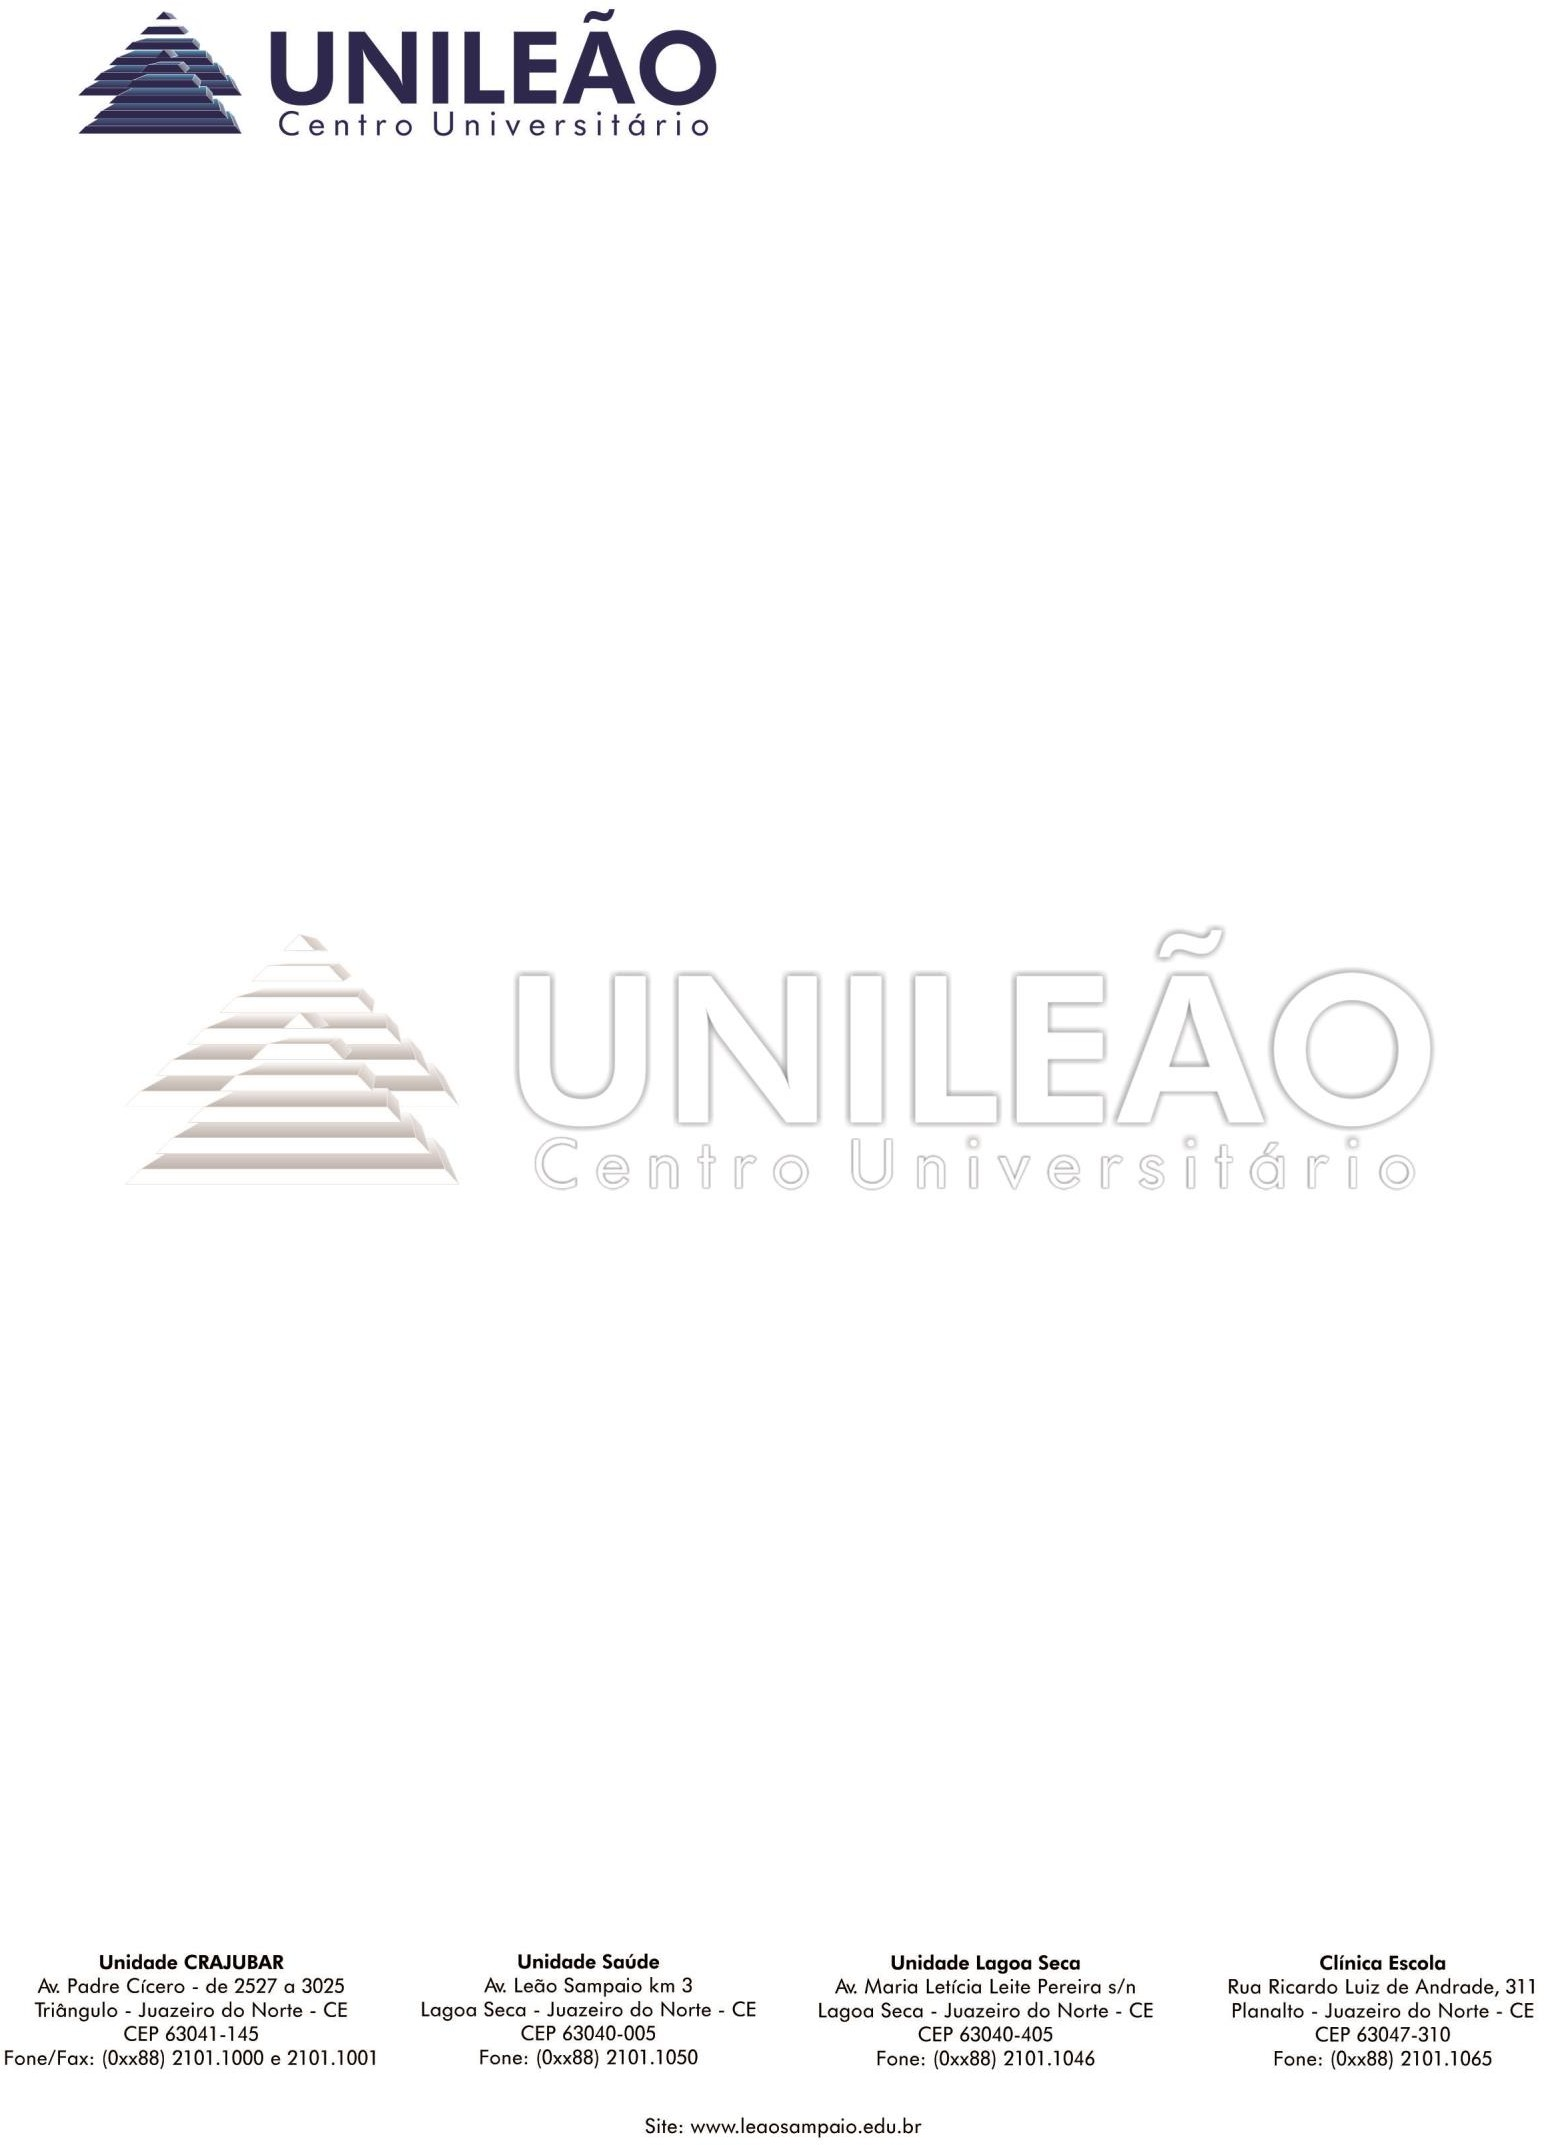 UNILEÃO
Centro Universitário
UNILEÃO
Centro Universitário
Unidade CRAJUBAR
Av. Padre Cícero - de 2527 a 3025
Triângulo - Juazeiro do Norte - CE
CEP 63041-145
Fone/Fax: (0xx88) 2101.1000 e 2101.1001
Unidade Saúde
Av. Leão Sampaio km 3
Lagoa Seca - Juazeiro do Norte - CE
CEP 63040-005
Fone: (0xx88) 2101.1050
Unidade Lagoa Seca
Av. Maria Letícia Leite Pereira s/n
Lagoa Seca - Juazeiro do Norte - CE
CEP 63040-405
Fone: (0xx88) 2101.1046
Clínica Escola
Rua Ricardo Luiz de Andrade, 311
Planalto - Juazeiro do Norte - CE
CEP 63047-310
Fone: (0xx88) 2101.1065
Site: www.leaosampaio.edu.br